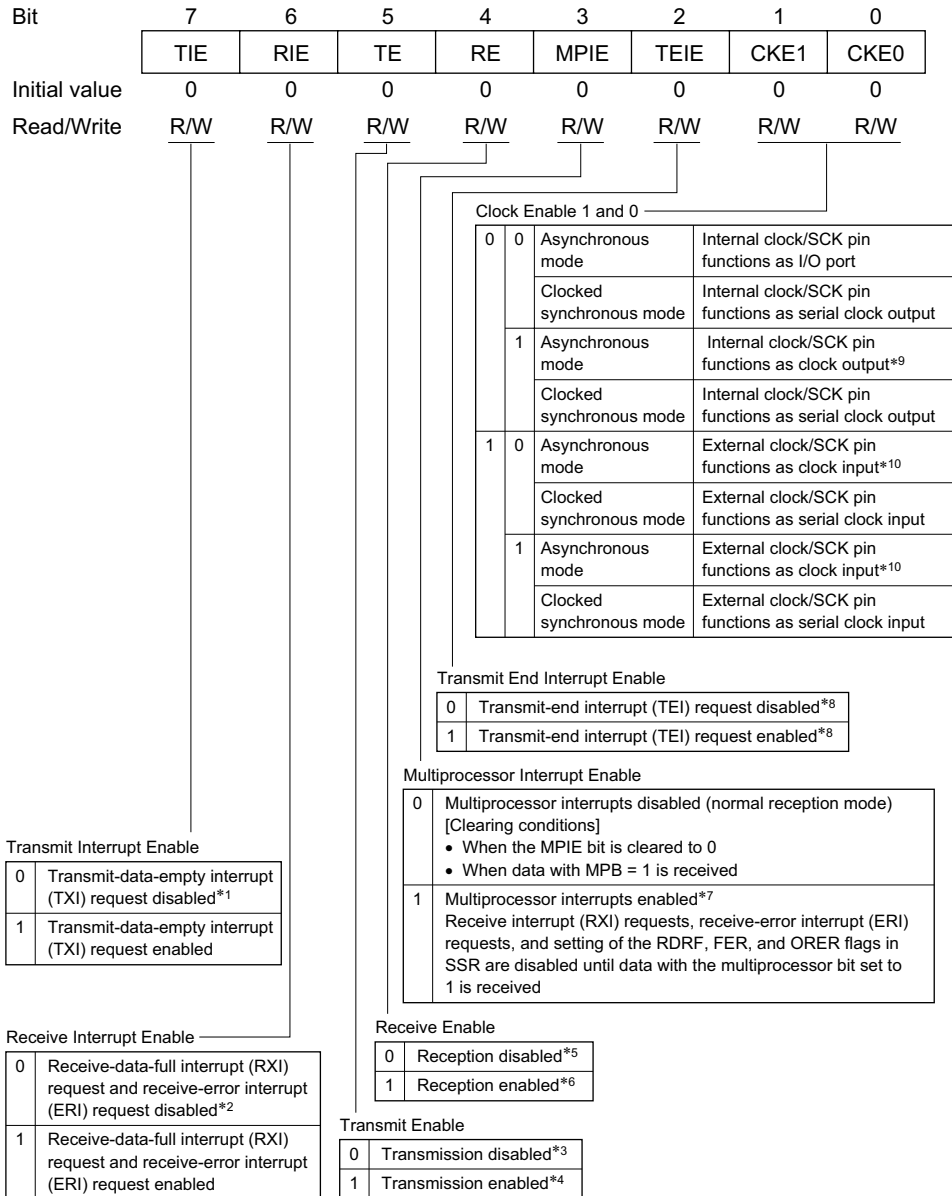 Bit 7 6 5 4 3 2 1 0
TIE RIE TE RE MPIE TEIE CKE1 CKE0
Initial value 0 0 0 0 0 0 0 0
Read/Write R/W R/W R/W R/W R/W R/W R/W R/W
Clock Enable 1 and 0
0 0 Asynchronous Internal clock/SCK pin
mode functions as I/O port
Clocked Internal clock/SCK pin
synchronous mode functions as serial clock output
1 Asynchronous Internal clock/SCK pin
mode functions as clock output*9
Clocked Internal clock/SCK pin
synchronous mode functions as serial clock output
1 0 Asynchronous External clock/SCK pin
mode functions as clock input*10
Clocked External clock/SCK pin
synchronous mode functions as serial clock input
1 Asynchronous External clock/SCK pin
mode functions as clock input*10
Clocked External clock/SCK pin
synchronous mode functions as serial clock input
Transmit End Interrupt Enable
0 Transmit-end interrupt (TEI) request disabled*8
1 Transmit-end interrupt (TEI) request enabled*8
Multiprocessor Interrupt Enable
0 Multiprocessor interrupts disabled (normal reception mode)
[Clearing conditions]
• When the MPIE bit is cleared to 0
• When data with MPB = 1 is received
1 Multiprocessor interrupts enabled*7
Receive interrupt (RXI) requests, receive-error interrupt (ERI)
requests, and setting of the RDRF, FER, and ORER flags in
SSR are disabled until data with the multiprocessor bit set to
1 is received
Transmit Interrupt Enable
0 Transmit-data-empty interrupt
(TXI) request disabled*1
1 Transmit-data-empty interrupt
(TXI) request enabled
Receive Enable
0 Reception disabled*5
1 Reception enabled*6
Receive Interrupt Enable
0 Receive-data-full interrupt (RXI)
request and receive-error interrupt
(ERI) request disabled*2
1 Receive-data-full interrupt (RXI)
request and receive-error interrupt
(ERI) request enabled
Transmit Enable
0 Transmission disabled*3
1 Transmission enabled*4